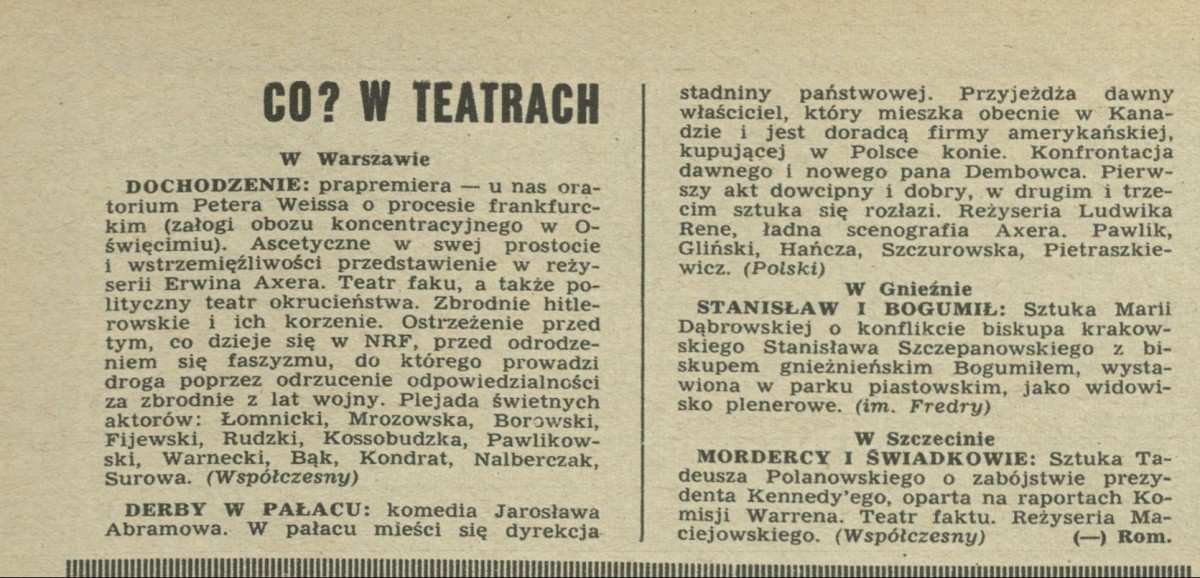 CO? W TEATRACH
W Warszawie
DOCHODZENIE: prapremiera — u nas ora-
torium Petera Weissa o procesie frankfurc-
kim (załogi obozu koncentracyjnego w O-
święcimiu). Ascetyczne w swej prostocie
i wstrzemięźliwości przedstawienie w reży-
serii Erwina Axera. Teatr faku, a także po-
lityczny teatr okrucieństwa. Zbrodnie hitle-
rowskie i ich korzenie. Ostrzeżenie przed
tym, co dzieje się w NRF, przed odrodze-
niem się faszyzmu, do którego prowadzi
droga poprzez odrzucenie odpowiedzialności
za zbrodnie z lat wojny. Plejada świetnych
aktorów: Łomnicki, Mrozowska, Borowski,
Fijewski, Rudzki, Kossobudzka, Pawlikow-
ski, Warnecki, Bąk, Kondrat, Nalberczak,
Surowa. (Współczesny)
DERBY W PAŁACU: komedia Jarosława
Abramowa. W pałacu mieści się dyrekcja
stadniny państwowej. Przyjeżdża dawny
właściciel, który mieszka obecnie w Kana-
dzie i jest doradcą firmy amerykańskiej,
kupującej w Polsce konie. Konfrontacja
dawnego i nowego pana Dembowca. Pierw-
szy akt dowcipny i dobry, w drugim i trze-
cim sztuka się rozłazi. Reżyseria Ludwika
Rene, ładna scenografia Axera. Pawlik,
Gliński, Hańcza, Szczurowska, Pietraszkie-
wicz. (Polski)
W Gnieźnie
STANISŁAW I BOGUMIŁ: Sztuka Marii
Dąbrowskiej o konflikcie biskupa krakow-
skiego Stanisława Szczepanowskiego z bi-
skupem gnieźnieńskim Bogumiłem, wysta-
wiona w parku piastowskim, jako widowi-
sko plenerowe. (im. Fredry)
W Szczecinie
MORDERCY I ŚWIADKOWIE: Sztuka Ta-
deusza Polanowskiego o zabójstwie prezy-
denta Kennedy'ego, oparta na raportach Ko-
misji Warrena. Teatr faktu. Reżyseria Ma-
ciejowskiego. (Współczesny) (—) Rom.